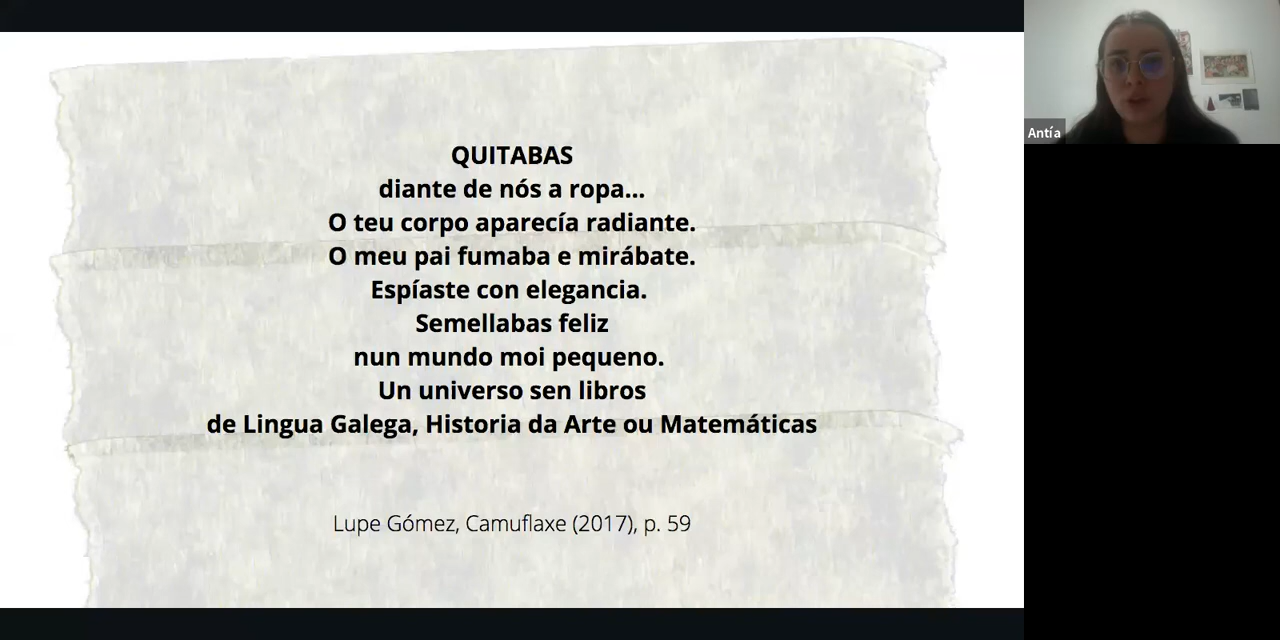 QUITABAS
diante de nós a ropa...
O teu corpo aparecía radiante.
O meu pai fumaba e mirábate.
Espíaste con elegancia.
Semellabas feliz
nun mundo moi pequeno.
Un universo sen libros
de Lingua Galega, Historia da Arte ou Matemáticas
Lupe Gómez, Camuflaxe (2017), p. 59
Antía